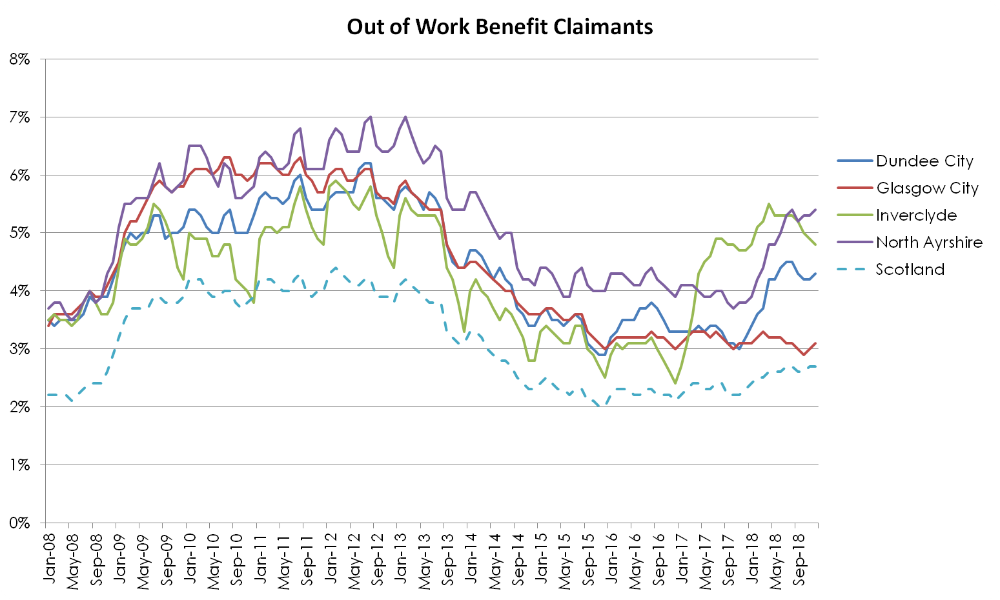 Out of Work Benefit Claimants
8%
7%
6%
5%
4%
3%
2%
1%
0%
Jan-08
May-08
Sep-08
Jan-09
May-09
Sep-09
Jan-10
May-10
Sep-10
Jan-11
May-11
Sep-11
Jan-12
May-12
Sep-12
Jan-13
May-13
Sep-13
Jan-14
May-14
Sep-14
Jan-15
May-15
Sep-15
Jan-16
May-16
Sep-16
Jan-17
May-17
Sep-17
Jan-18
May-18
Sep-18
Dundee City
Glasgow City
Inverclyde
North Ayrshire
Scotland